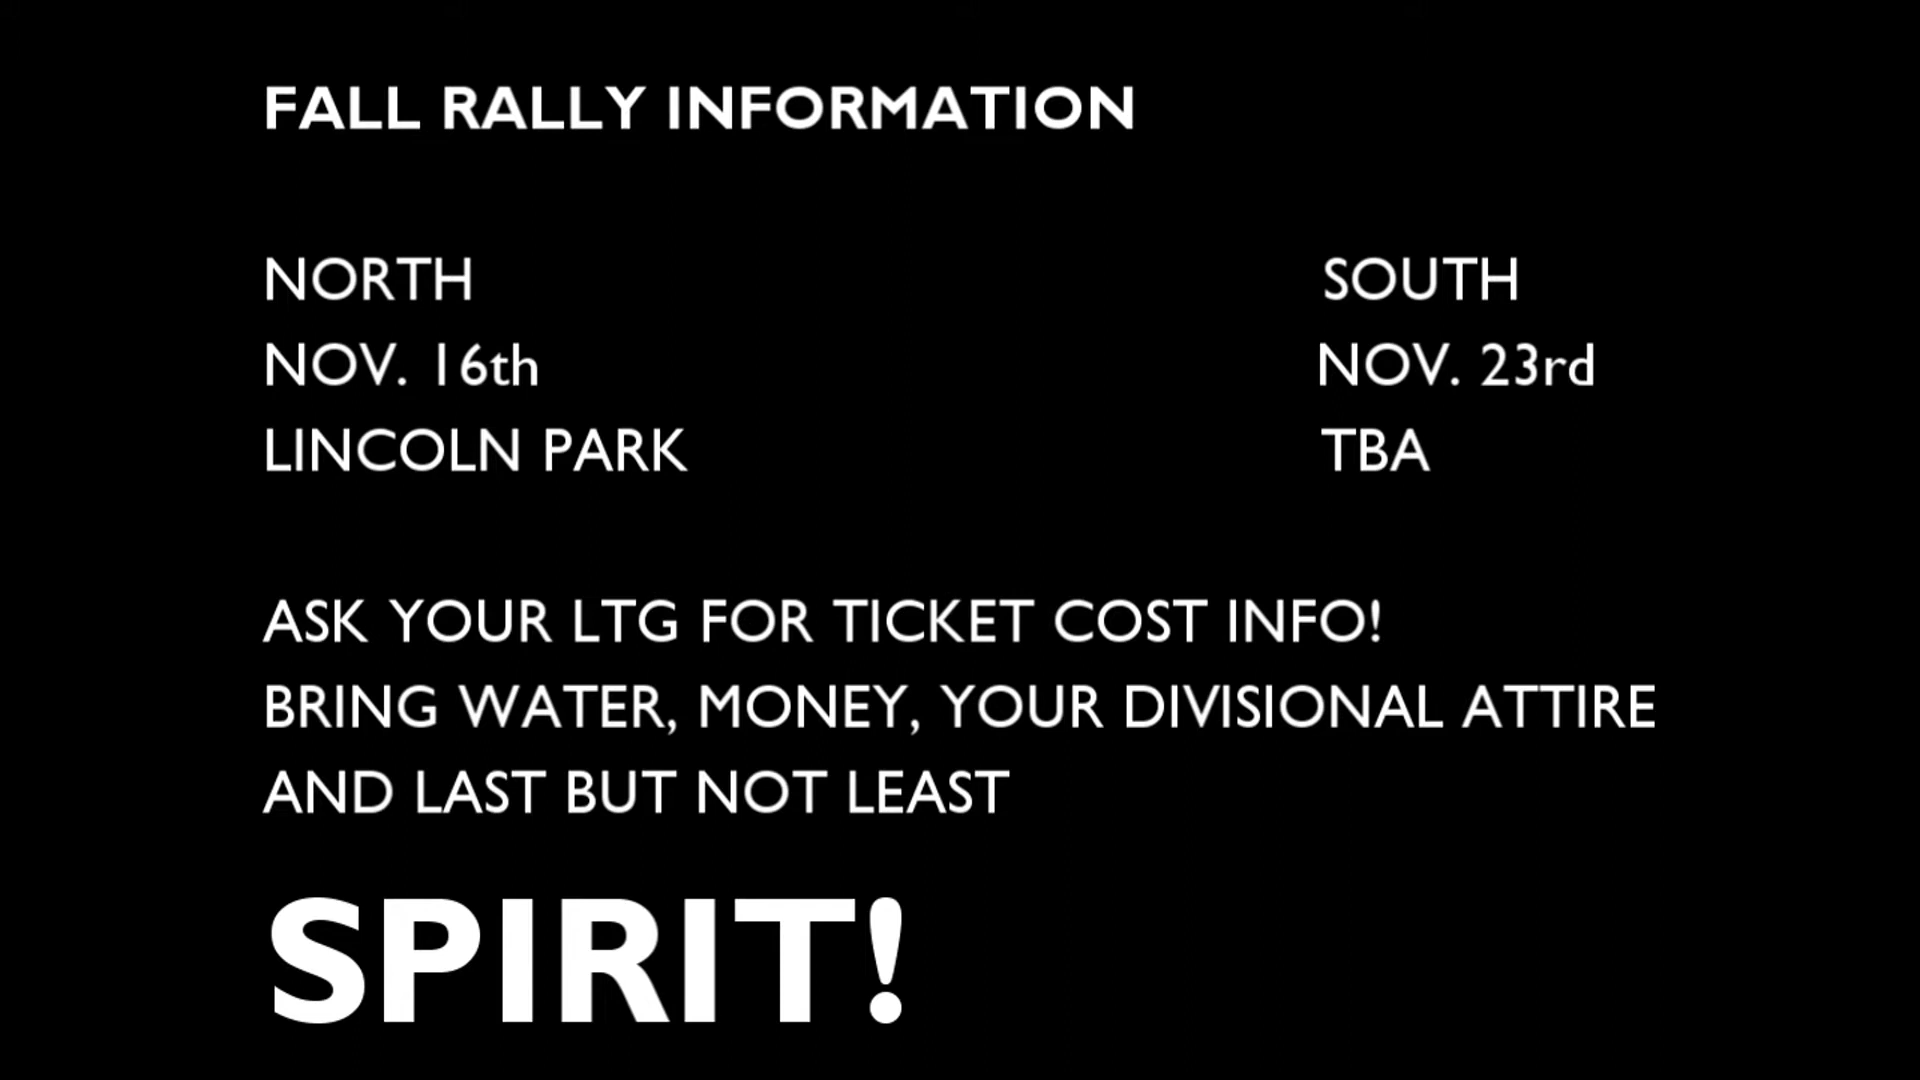 FALL RALLY INFORMATION
NORTH SOUTH
NOV. 16th NOV. 23rd
LINCOLN PARK TBA
ASK YOUR LTG FOR TICKET COST INFO!
BRING WATER, MONEY, YOUR DIVISIONAL ATTIRE
AND LAST BUT NOT LEAST
SPIRIT!